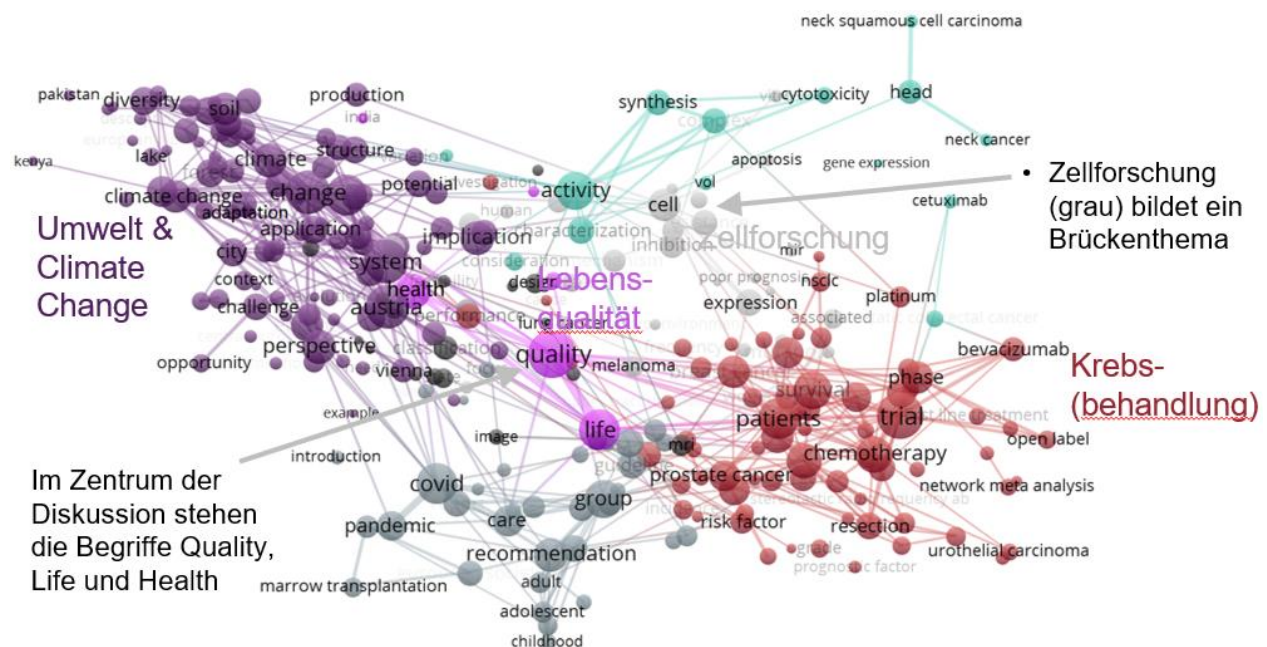 neck squamous cell carcinoma
pakistan
diversity
soil
production
india
synthesis
cytotoxicity
head
complex
neck cancer
lake
climate
structure
kenya
apoptosis
gene expression
climate change
change
potential
activity
vol
cell
cetuximab
• Zellforschung
(grau) bildet ein
Brückenthema
adaptation
application
human
characterization
inhibition
Zellforschung
Umwelt &
Climate
Change
city
implication
mir
system
consideration
context
health
design
Lebens-
qualität
poor prognosis
nsclc
expression
platinum
challenge
austria
performance
lung cancer
associated
perspective
classification
quality
melanoma
bevacizumab
opportunity
vienna
survival
phase
Krebs-
(behandlung)
example
life
patients
trial
image
mri
open label
introduction
chemotherapy
covid
guideline
prostate cancer
network meta analysis
Im Zentrum der
Diskussion stehen
die Begriffe Quality,
Life und Health
group
pandemic
care
risk factor
resection
recommendation
grade
urothelial carcinoma
prognostic factor
marrow transplantation
adult
adolescent
childhood